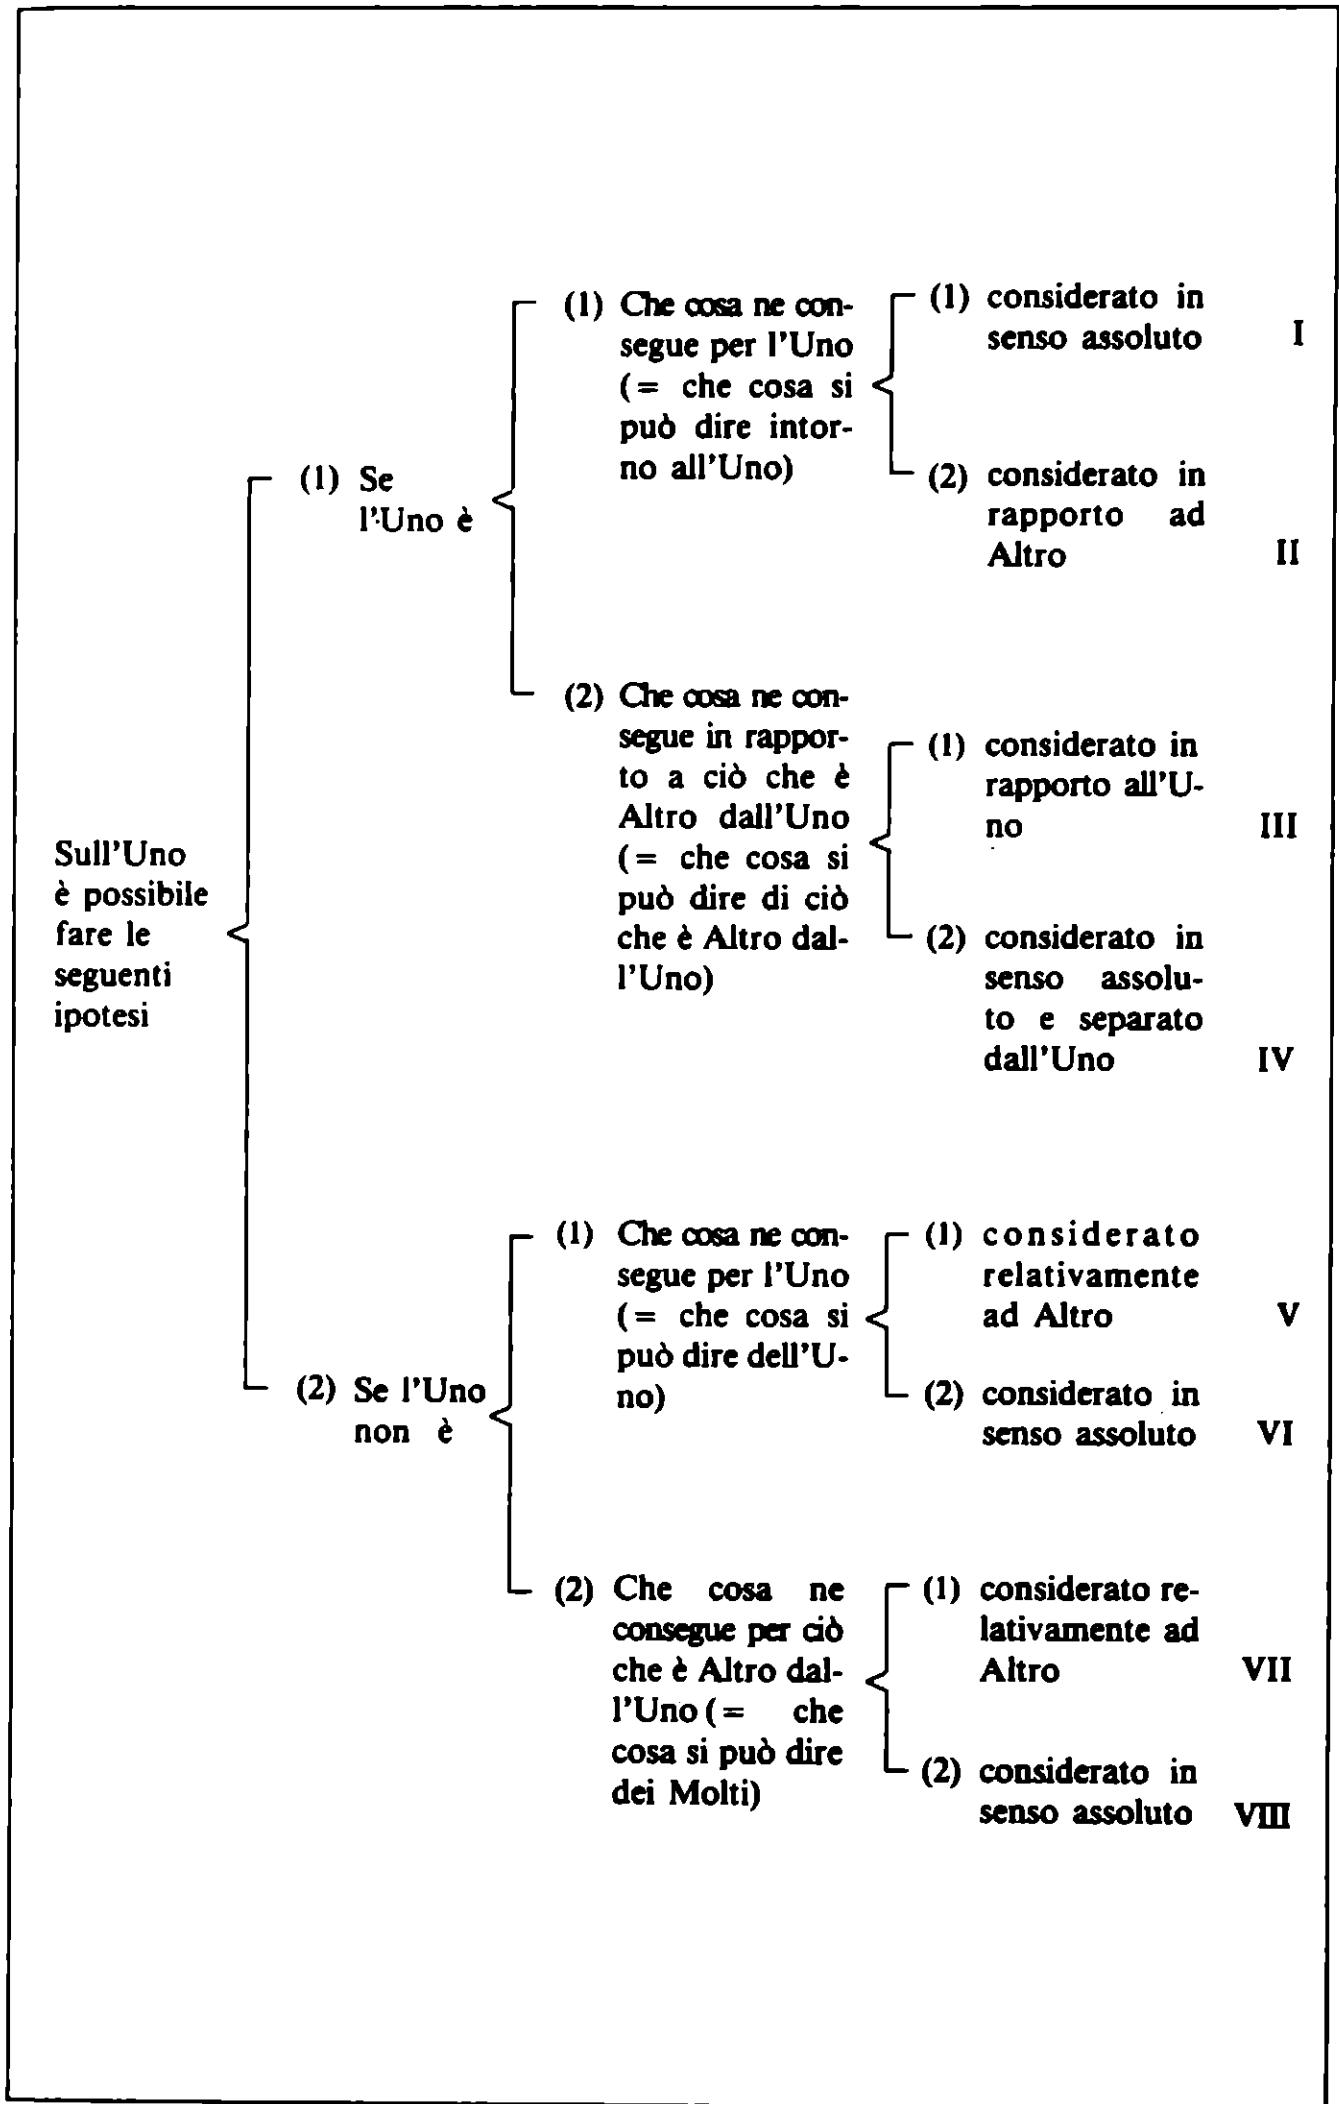 Sull'Uno
è possibile
fare le
seguenti
ipotesi
(1) Se
l'Uno è
(1) Che cosa ne con-
segue per l'Uno
(= che cosa si
può dire intor-
no all'Uno)
(1) considerato in
senso assoluto I
(2) considerato in
rapporto ad
Altro II
(2) Che cosa ne con-
segue in rappor-
to a ciò che è
Altro dall'Uno
(= che cosa si
può dire di ciò
che è Altro dal-
l'Uno)
(1) considerato in
rapporto all'U-
no III
(2) considerato in
senso assolu-
to e separato
dall'Uno IV
(2) Se l'Uno
non è
(1) Che cosa ne con-
segue per l'Uno
(= che cosa si
può dire dell'U-
no)
(1) considerato
relativamente
ad Altro V
(2) considerato in
senso assoluto VI
(2) Che cosa ne
consegue per ciò
che è Altro dal-
l'Uno (= che
cosa si può dire
dei Molti)
(1) considerato re-
lativamente ad
Altro VII
(2) considerato in
senso assoluto VIII